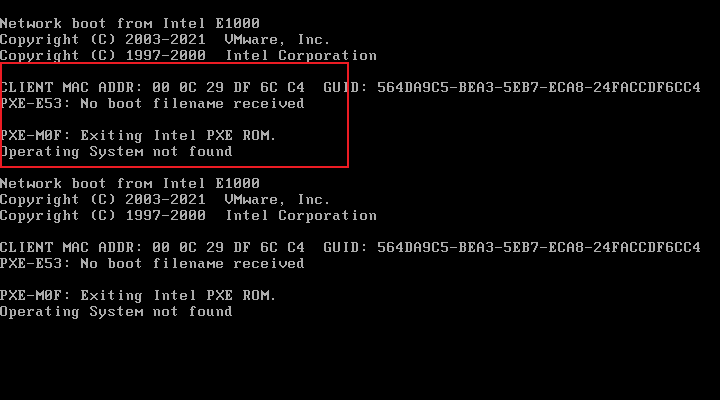 Network boot from Intel E1000
Copyright (C) 2003-2021  VMware, Inc.
Copyright (C) 1997-2000  Intel Corporation
CLIENT MAC ADDR: 00 0C 29 DF 6C C4  GUID: 564DA9C5-BEA3-5EB7-ECA8-24FACCDF6CC4
PXE-E53: No boot filename received
PXE-M0F: Exiting Intel PXE ROM.
Operating System not found
Network boot from Intel E1000
Copyright (C) 2003-2021  VMware, Inc.
Copyright (C) 1997-2000  Intel Corporation
CLIENT MAC ADDR: 00 0C 29 DF 6C C4  GUID: 564DA9C5-BEA3-5EB7-ECA8-24FACCDF6CC4
PXE-E53: No boot filename received
PXE-M0F: Exiting Intel PXE ROM.
Operating System not found